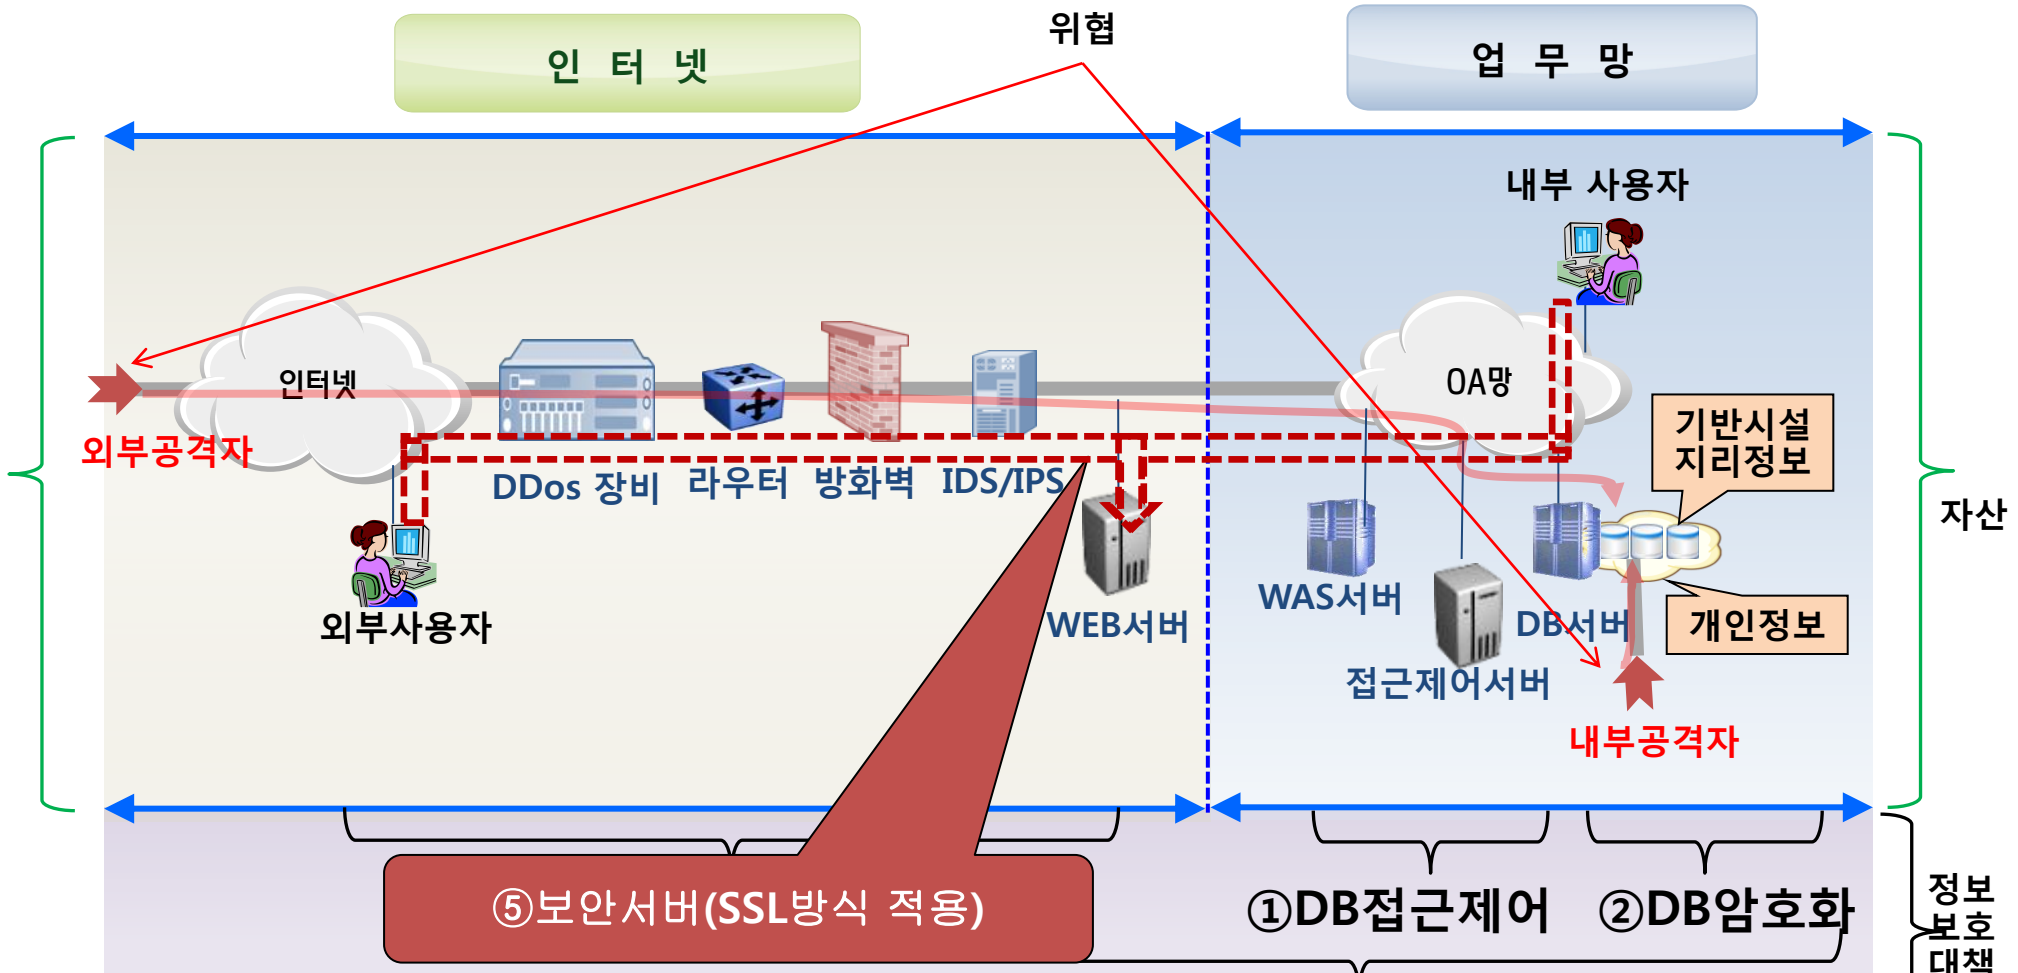 위협
인 터 넷
업 무 망
내부 사용자
인터넷
OA망
기반시설
지리정보
외부공격자
DDos 장비
라우터
방화벽
IDS/IPS
자산
WAS서버
외부사용자
WEB서버
DB서버
개인정보
접근제어서버
내부공격자
⑤보안서버(SSL방식 적용)
①DB접근제어
②DB암호화
정보
보호
대책